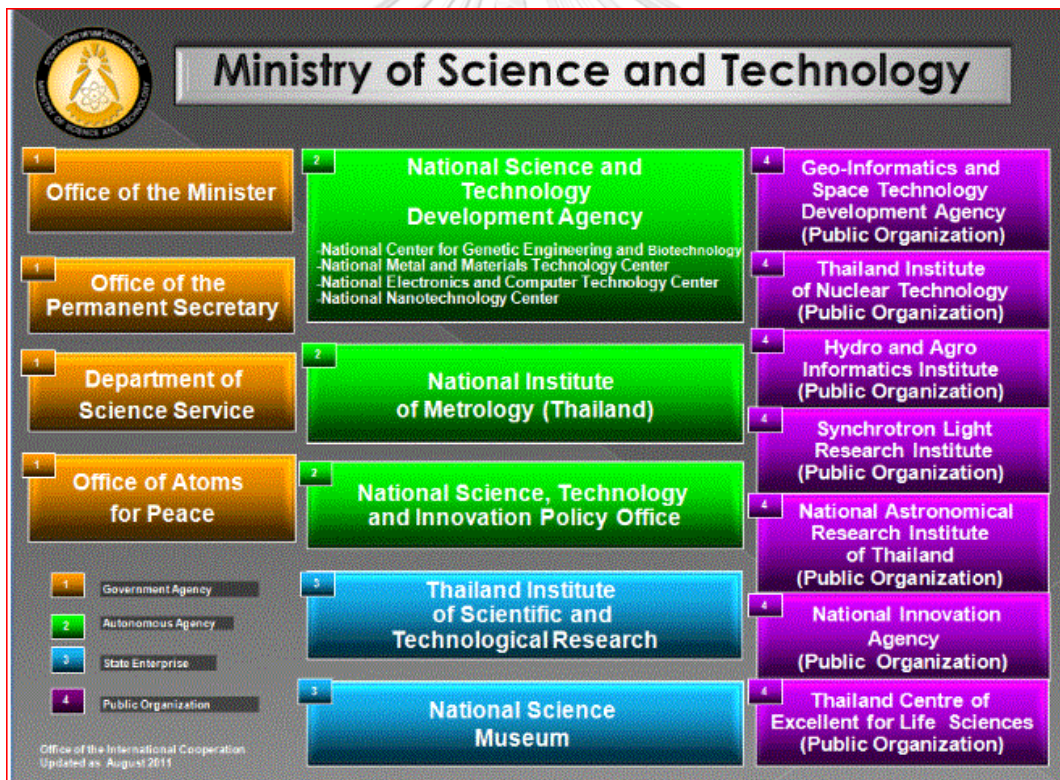 Ministry of Science and Technology
MINISTRY OF SCIENCE AND TECHNOLOGY
1
Office of the Minister
1
Office of the
Permanent Secretary
1
Department of
Science Service
1
Office of Atoms
for Peace
1
Government Agency
2
Autonomous Agency
3
State Enterprise
4
Public Organization
Office of the International Cooperation
Updated as August 2011
2
National Science and
Technology
Development Agency
-National Center for Genetic Engineering and Biotechnology
-National Metal and Materials Technology Center
-National Electronics and Computer Technology Center
-National Nanotechnology Center
2
National Institute
of Metrology (Thailand)
2
National Science, Technology
and Innovation Policy Office
3
Thailand Institute
of Scientific and
Technological Research
3
National Science
Museum
4
Geo-Informatics and
Space Technology
Development Agency
(Public Organization)
4
Thailand Institute
of Nuclear Technology
(Public Organization)
4
Hydro and Agro
Informatics Institute
(Public Organization)
4
Synchrotron Light
Research Institute
(Public Organization)
4
National Astronomical
Research Institute
of Thailand
(Public Organization)
4
National Innovation
Agency
(Public Organization)
4
Thailand Centre of
Excellent for Life Sciences
(Public Organization)